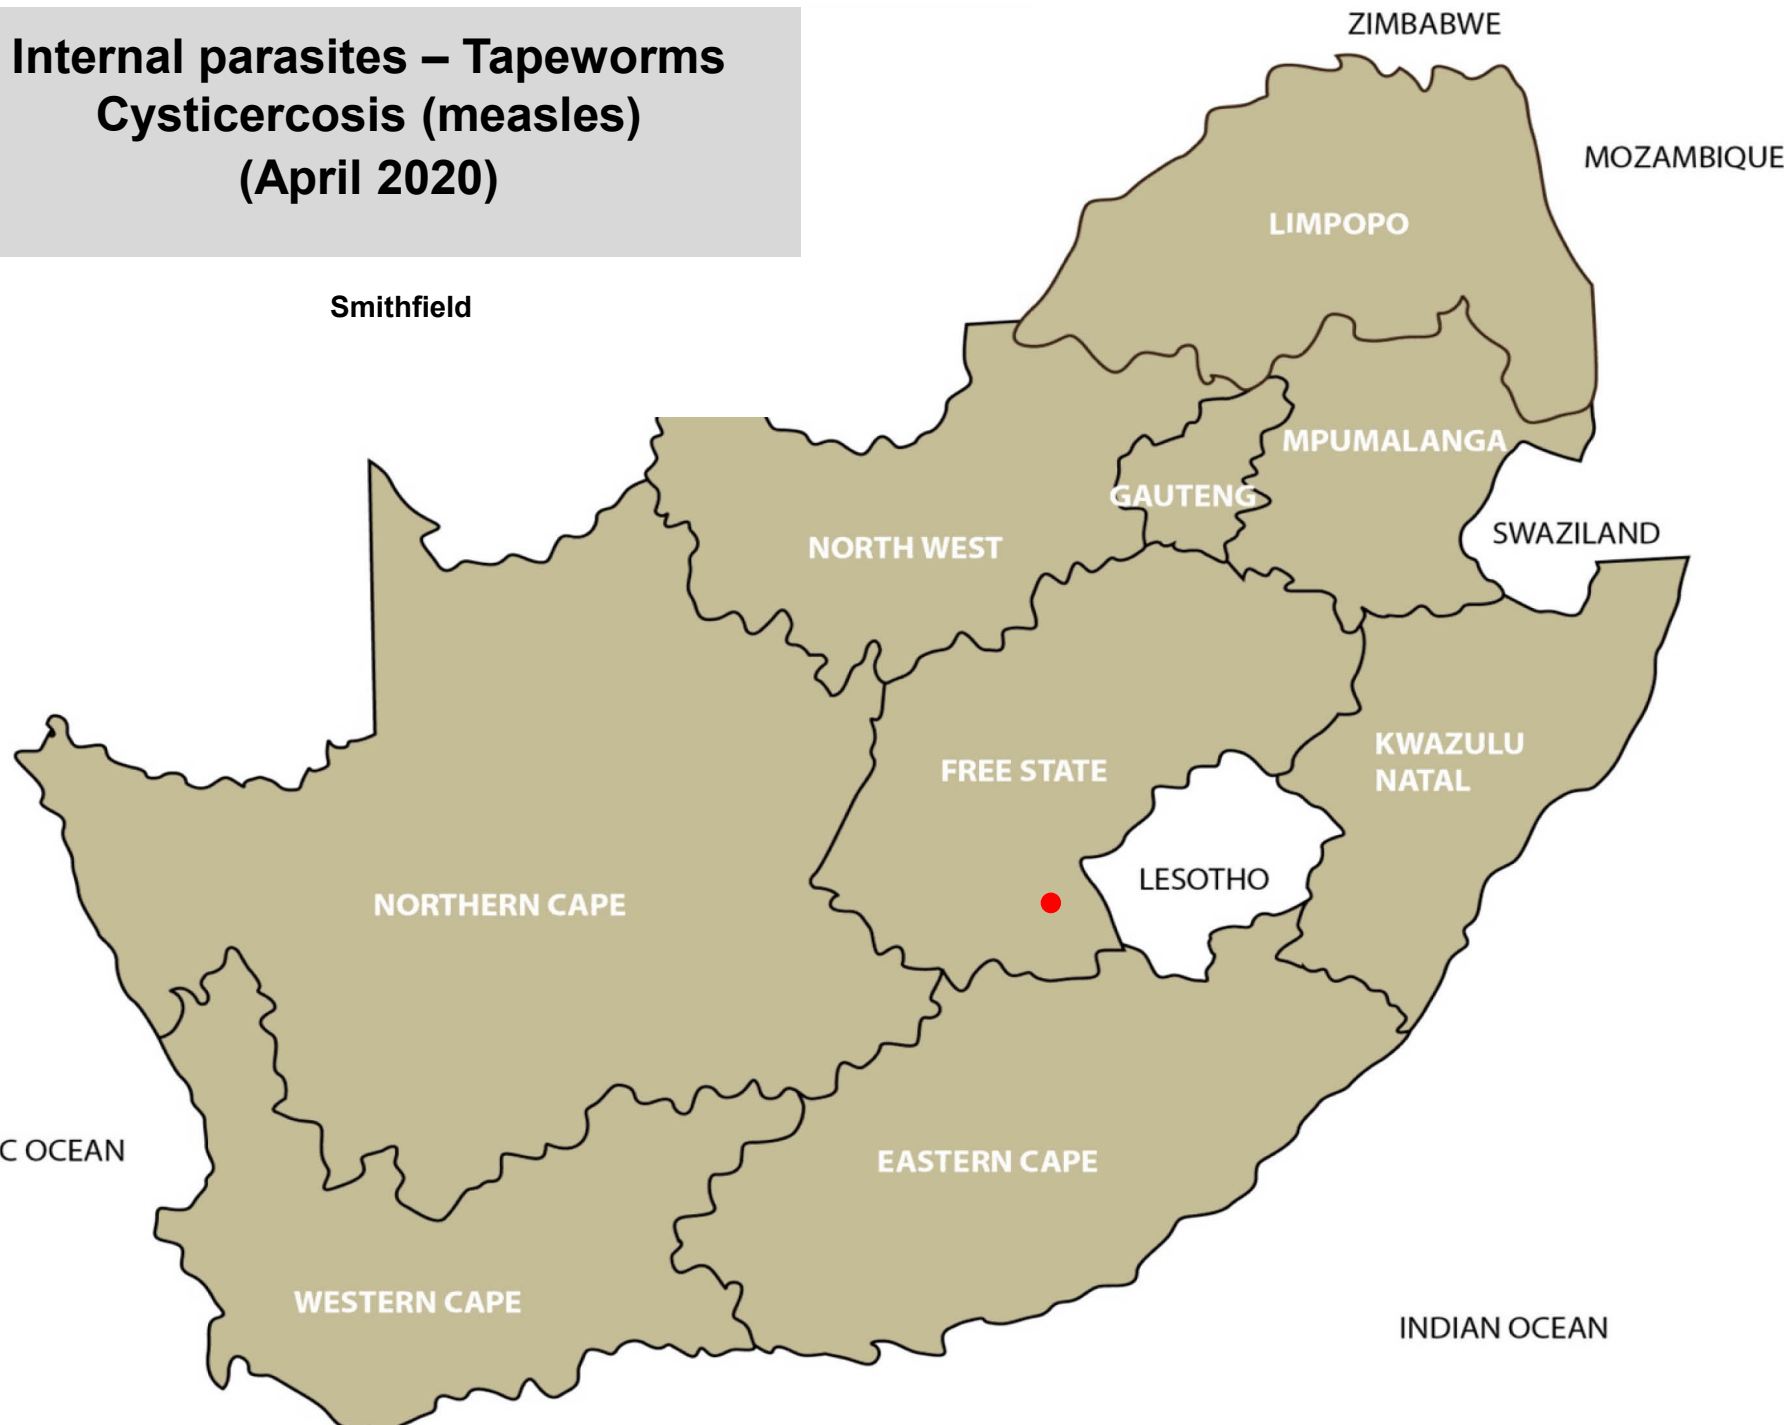 Internal parasites – Tapeworms
Cysticercosis (measles)
(April 2020)
Smithfield
ZIMBABWE
MOZAMBIQUE
LIMPOPO
MPUMALANGA
GAUTENG
SWAZILAND
NORTH WEST
FREE STATE
KWAZULU
NATAL
LESOTHO
NORTHERN CAPE
C OCEAN
EASTERN CAPE
WESTERN CAPE
INDIAN OCEAN